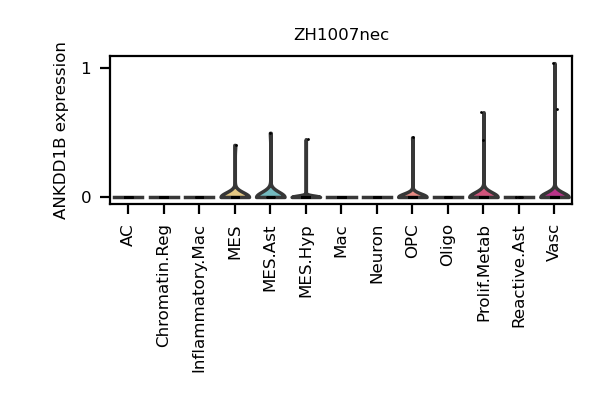 ZH1007nec
ANKDD1B expression
1
0
AC
Chromatin.Reg
Inflammatory.Mac
MES
MES.Ast
MES.Hyp
Mac
Neuron
OPC
Oligo
Prolif.Metab
Reactive.Ast
Vasc